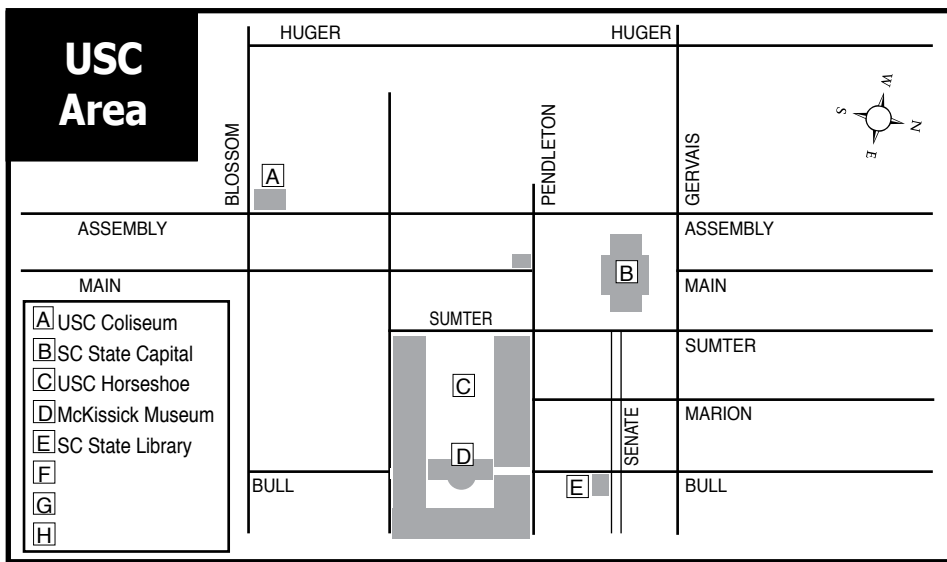 USC
Area
HUGER HUGER
BLOSSOM
PENDLETON
GERVAIS
W
S
N
E
A
ASSEMBLY ASSEMBLY
B
MAIN MAIN
SUMTER SUMTER
C
MARION
SENATE
D
E
BULL BULL
A USC Coliseum
B SC State Capital
C USC Horseshoe
D McKissick Museum
E SC State Library
F
G
H